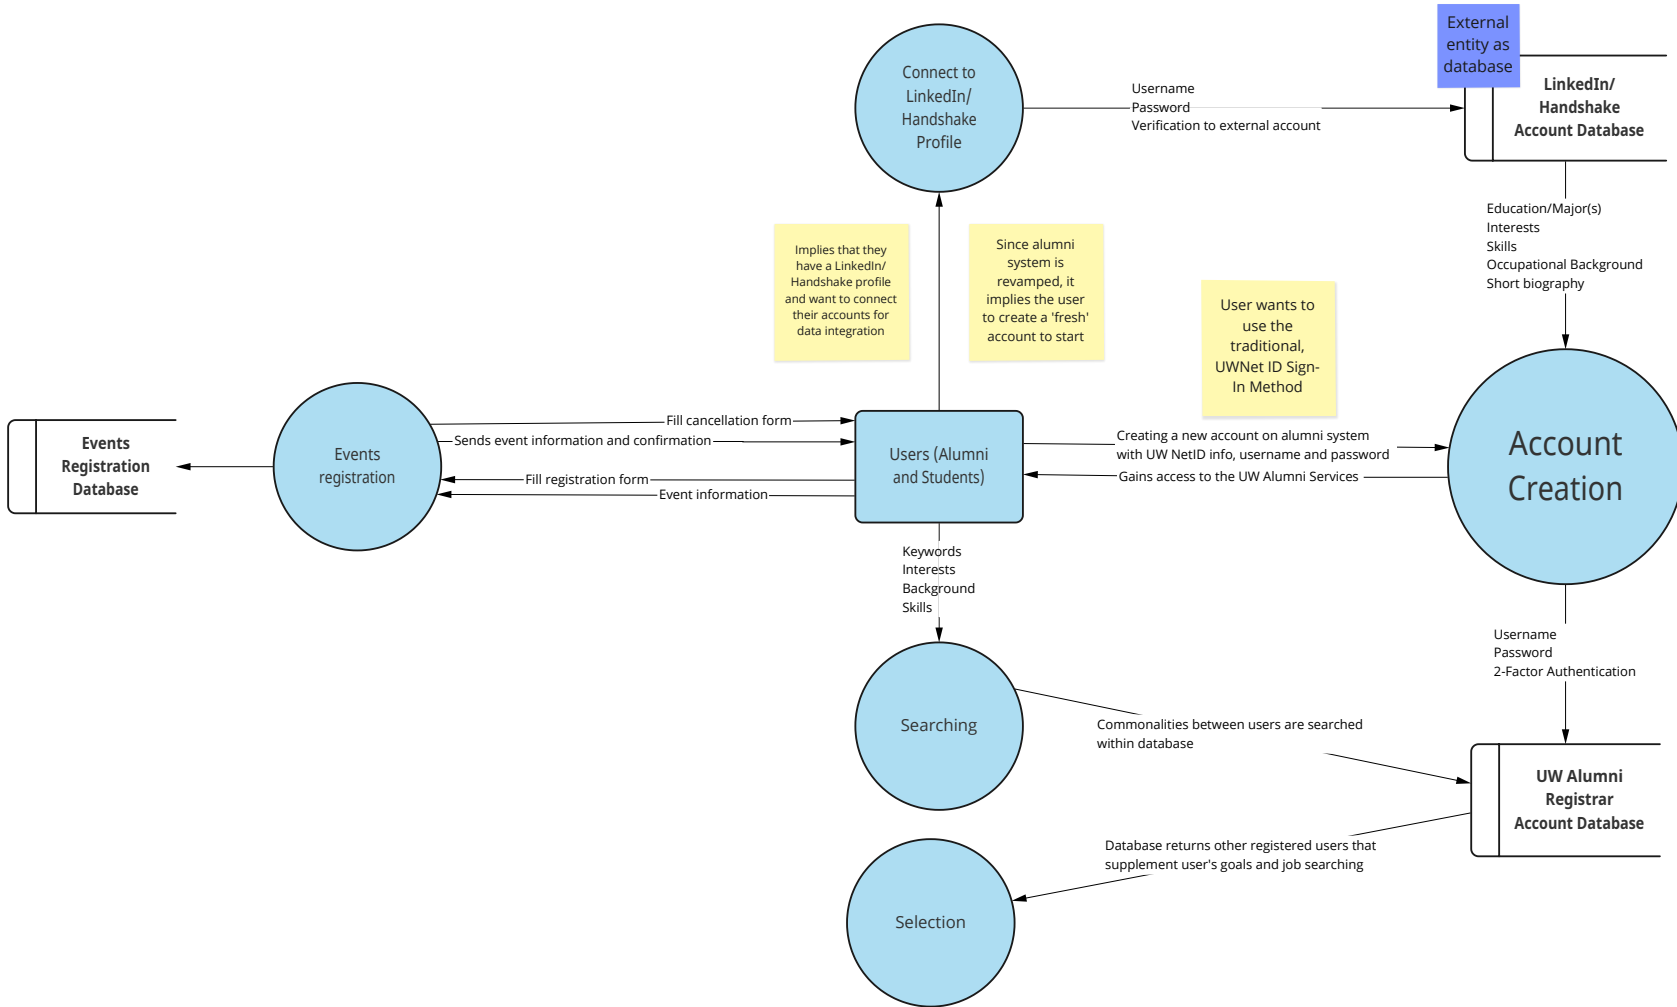 External
entity as
database
Connect to
LinkedIn/
Handshake
Profile
Username
Password
Verification to external account
LinkedIn/
Handshake
Account Database
Education/Major(s)
Interests
Skills
Occupational Background
Short biography
Implies that they
have a LinkedIn/
Handshake profile
and want to connect
their accounts for
data integration
Since alumni
system is
revamped, it
implies the user
to create a 'fresh'
account to start
User wants to
use the
traditional,
UWNet ID Sign-
In Method
Events
Registration
Database
Events
registration
Fill cancellation form
Sends event information and confirmation
Fill registration form
Event information
Users (Alumni
and Students)
Creating a new account on alumni system
with UW NetID info, username and password
Gains access to the UW Alumni Services
Account
Creation
Keywords
Interests
Background
Skills
Username
Password
2-Factor Authentication
Searching
Commonalities between users are searched
within database
UW Alumni
Registrar
Account Database
Database returns other registered users that
supplement user's goals and job searching
Selection